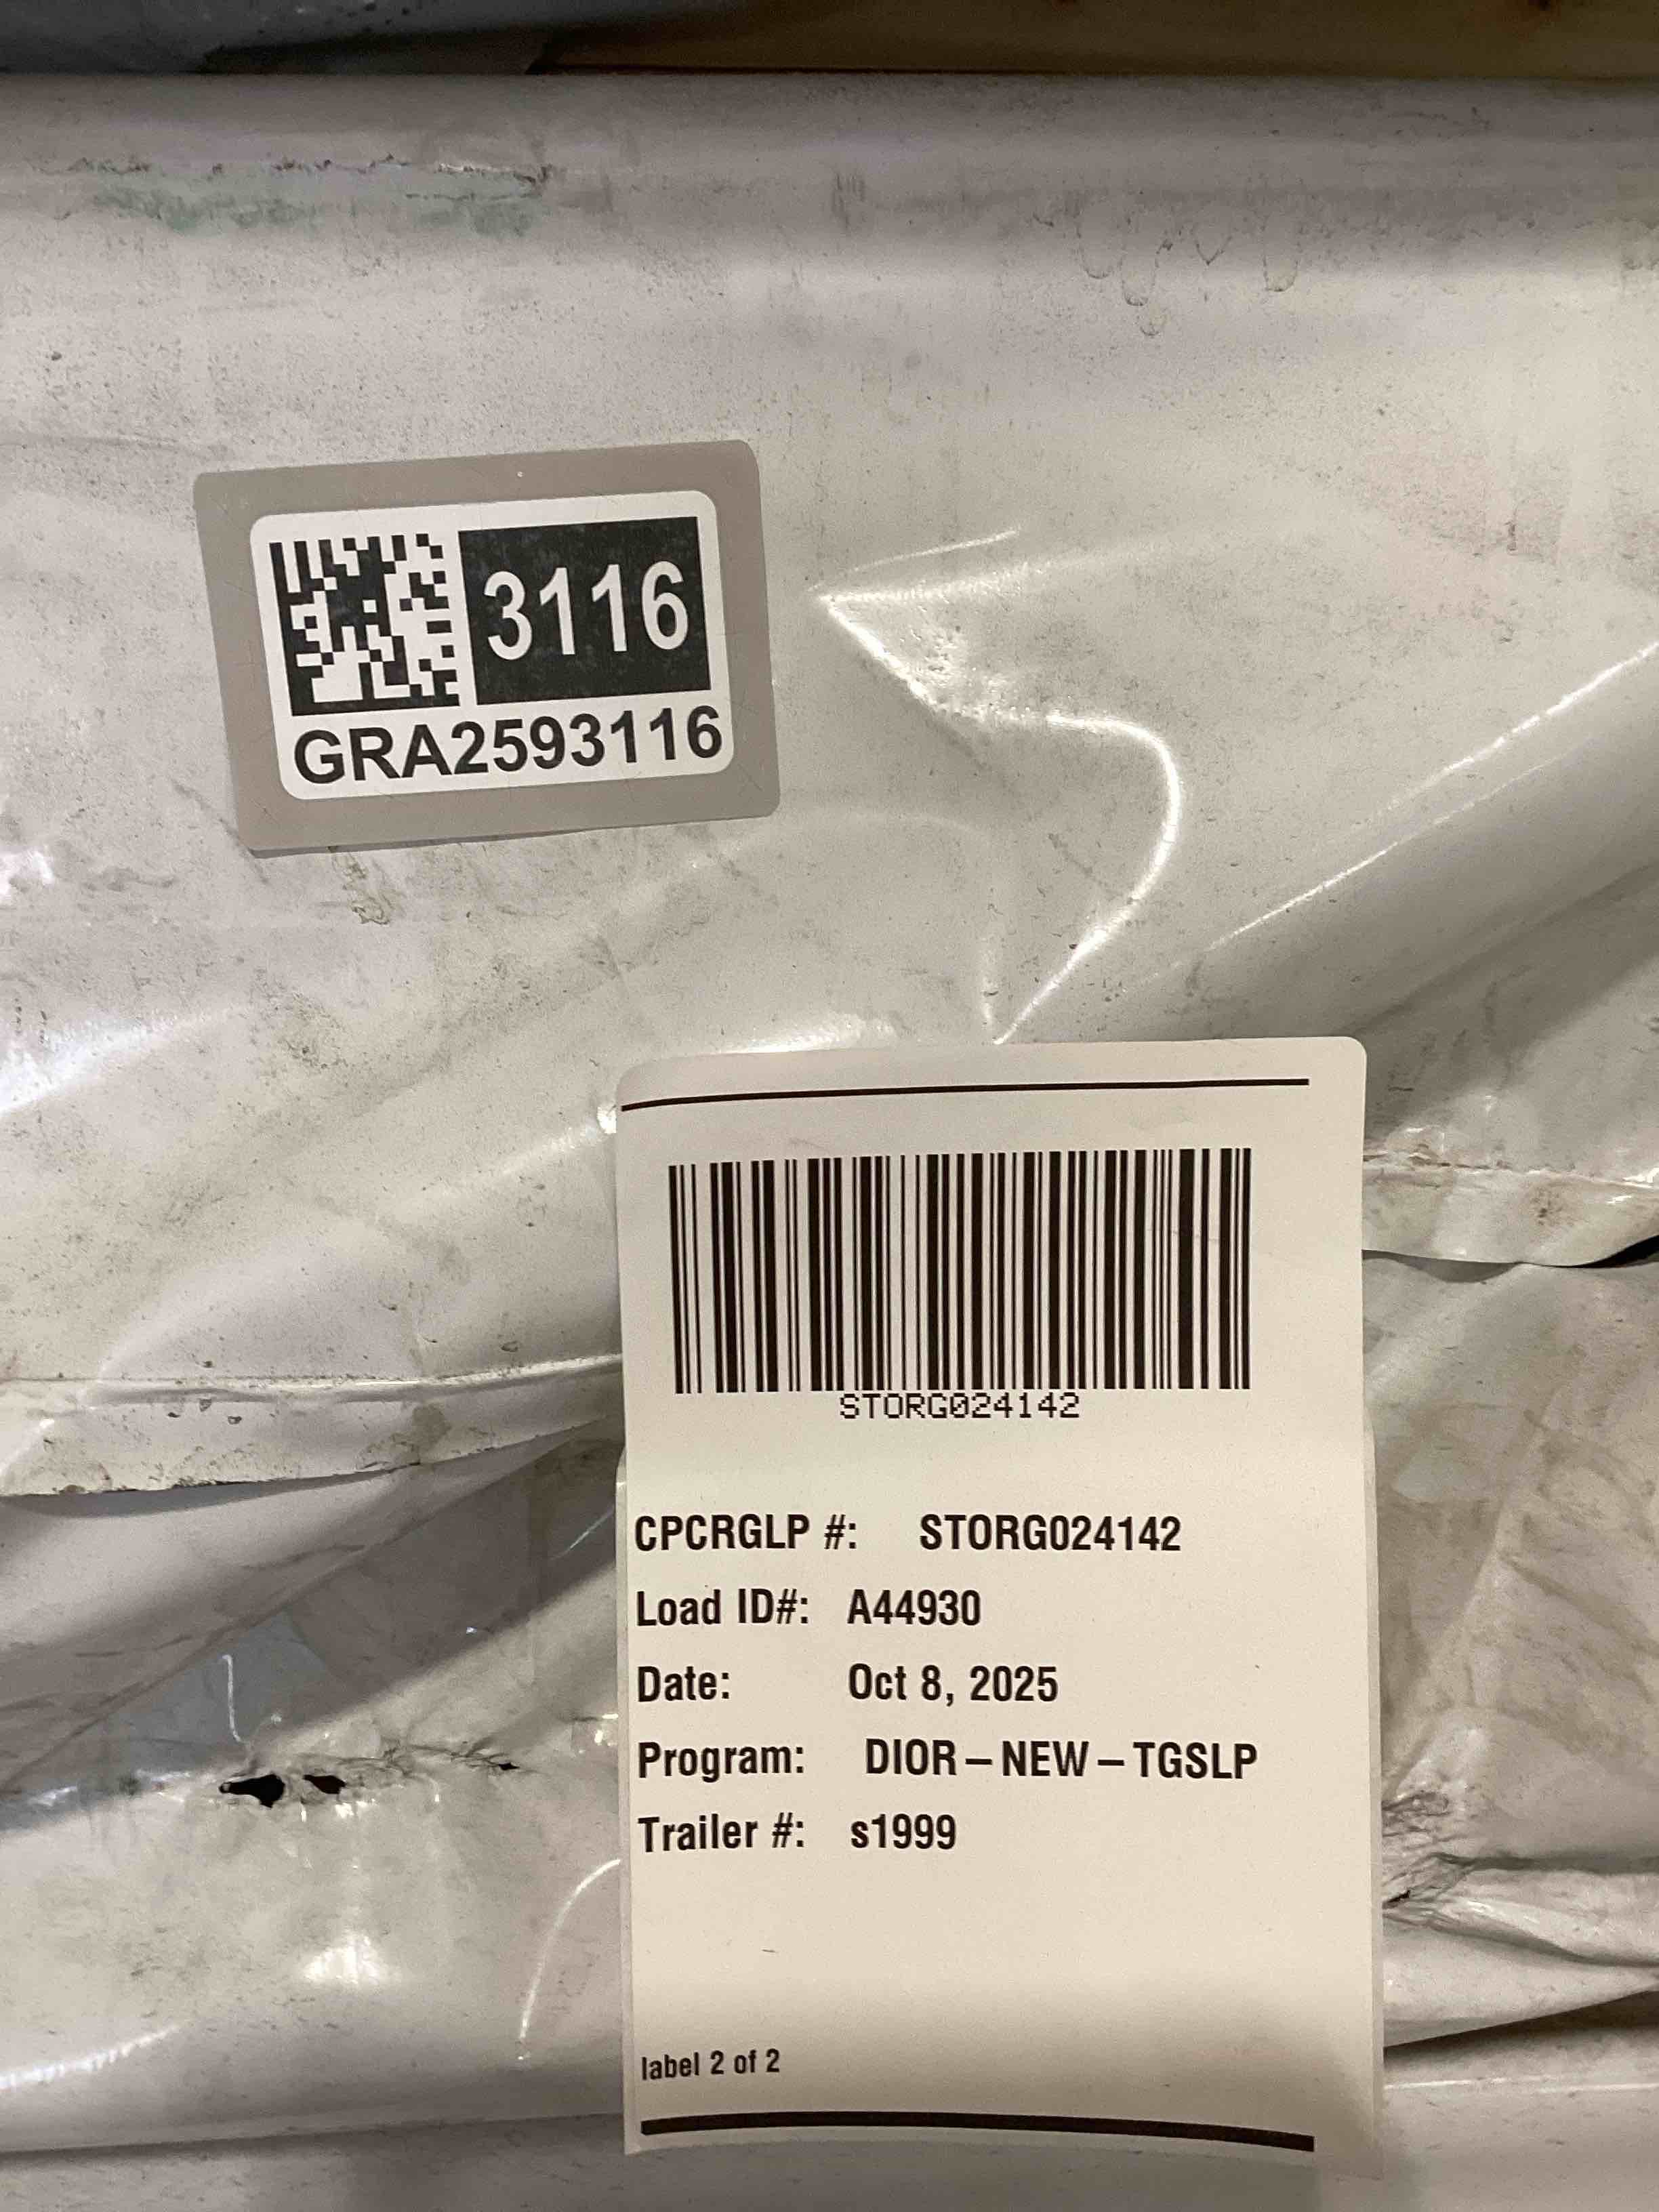 3116
GRA2593116
STORG024142
CPCRGLP #: STORG024142
Load ID#: A44930
Date: Oct 8, 2025
Program: DIOR – NEW – TGSLP
Trailer #: s1999
label 2 of 2